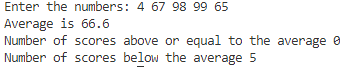 Enter the numbers: 4 67 98 99 65
Average is 66.6
Number of scores above or equal to the average 0
Number of scores below the average 5